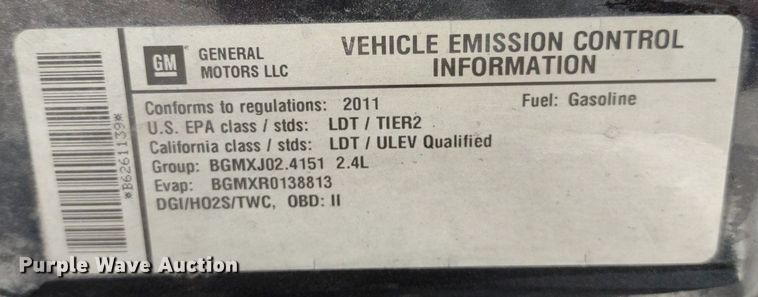 GM
GENERAL
MOTORS LLC
VEHICLE EMISSION CONTROL
INFORMATION
Conforms to regulations: 2011
Fuel: Gasoline
U.S. EPA class / stds: LDT / TIER2
California class / stds: LDT / ULEV Qualified
Group: BGMXJ02.4151 2.4L
Evap: BGMXR0138813
DGI/HO2S/TWC, OBD: II
*B6261139*
Purple Wave Auction